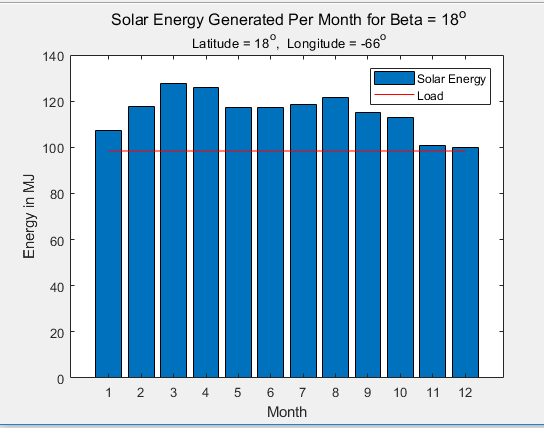 Solar Energy Generated Per Month for Beta = 18°
Latitude = 18°, Longitude = -66°
140
120
100
80
60
40
20
0
Energy in MJ
Solar Energy
Load
1 2 3 4 5 6 7 8 9 10 11 12
Month